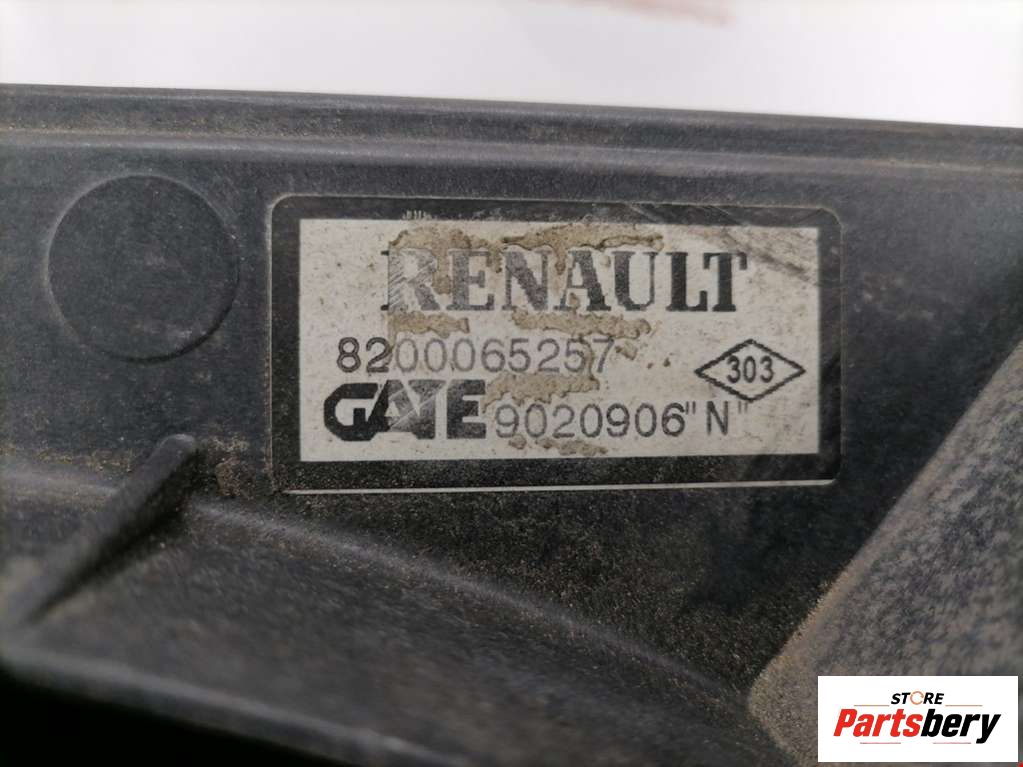 RENAULT
8200065257
303
GATE 9020906"N"
STORE
Partsbery